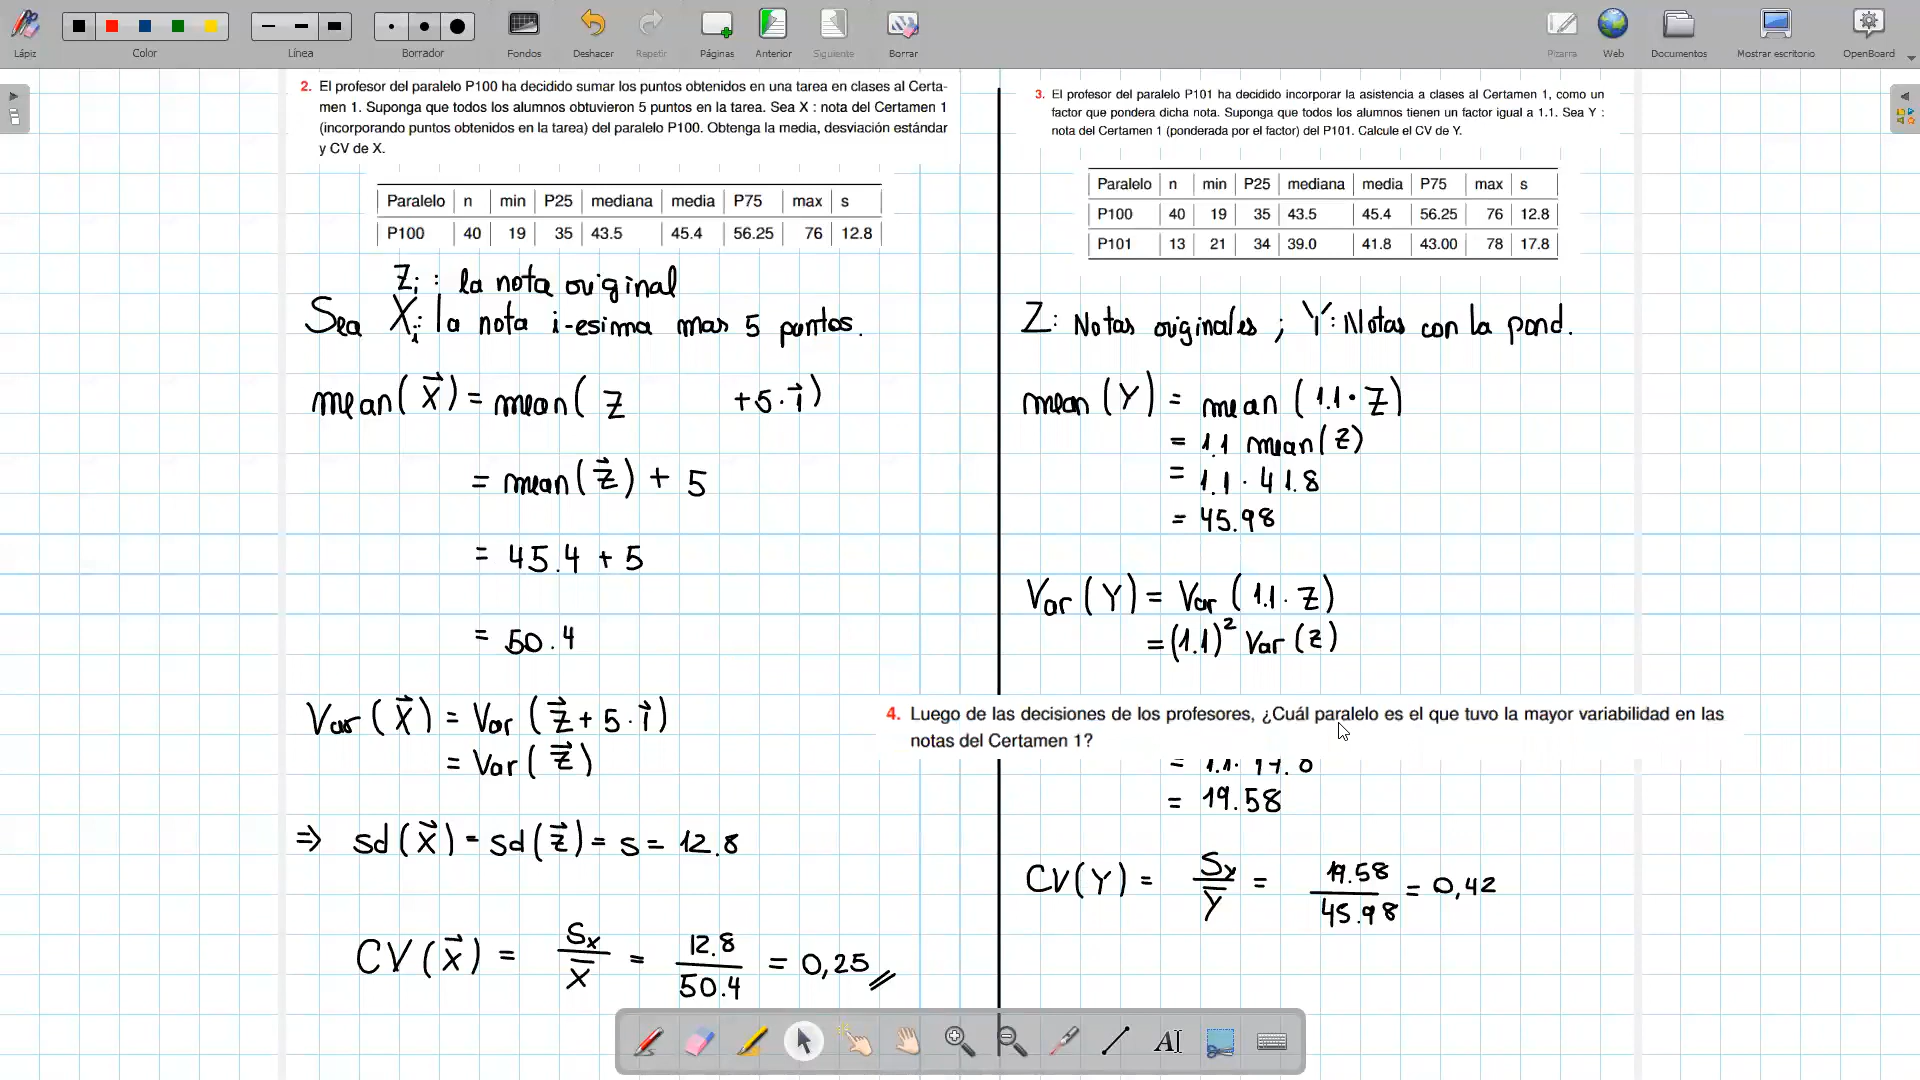 Lápiz
Color
Línea
Borrador
Fondos
Deshacer
Repetir
Páginas
Anterior
Siguiente
Borrar
Pizarra
Web
Documentos
Mostrar escritorio
OpenBoard
2. El profesor del paralelo P100 ha decidido sumar los puntos obtenidos en una tarea en clases al Certa-
men 1. Suponga que todos los alumnos obtuvieron 5 puntos en la tarea. Sea X : nota del Certamen 1
(incorporando puntos obtenidos en la tarea) del paralelo P100. Obtenga la media, desviación estándar
y CV de X.
Paralelo n min P25 mediana media P75 max s
P100 40 19 35 43.5 45.4 56.25 76 12.8
Zi : la nota original
Sea Xi : la nota i-esima mas 5 puntos.
mean(X⃗) = mean( Z +5·1⃗)
= mean(Z⃗) + 5
= 45.4 + 5
= 50.4
Var(X⃗) = Var(Z⃗ + 5·1⃗)
= Var(Z⃗)
⇒ sd(X⃗) = sd(Z⃗) = s = 12.8
CV(X⃗) = Sx/X̄ = 12.8/50.4 = 0,25
3. El profesor del paralelo P101 ha decidido incorporar la asistencia a clases al Certamen 1, como un
factor que pondera dicha nota. Suponga que todos los alumnos tienen un factor igual a 1.1. Sea Y :
nota del Certamen 1 (ponderada por el factor) del P101. Calcule el CV de Y.
Paralelo n min P25 mediana media P75 max s
P100 40 19 35 43.5 45.4 56.25 76 12.8
P101 13 21 34 39.0 41.8 43.00 78 17.8
Z: Notas originales ; Y: Notas con la pond.
mean(Y) = mean(1.1·Z)
= 1.1 mean(Z)
= 1.1 · 41.8
= 45.98
Var(Y) = Var(1.1·Z)
= (1.1)² Var(Z)
4. Luego de las decisiones de los profesores, ¿Cuál paralelo es el que tuvo la mayor variabilidad en las
notas del Certamen 1?
= 19.58
CV(Y) = Sy/Ȳ = 19.58/45.98 = 0,42
AI